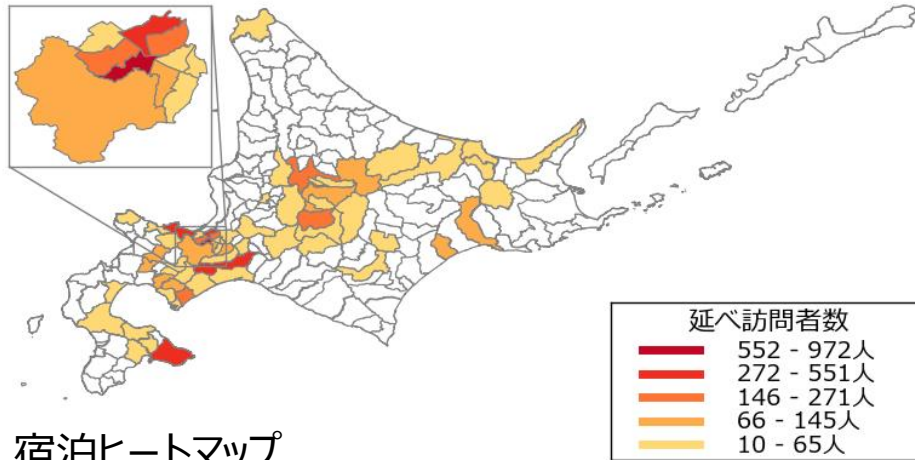 延べ訪問者数
552 - 972人
272 - 551人
146 - 271人
66 - 145人
10 - 65人
宿泊ヒートマップ